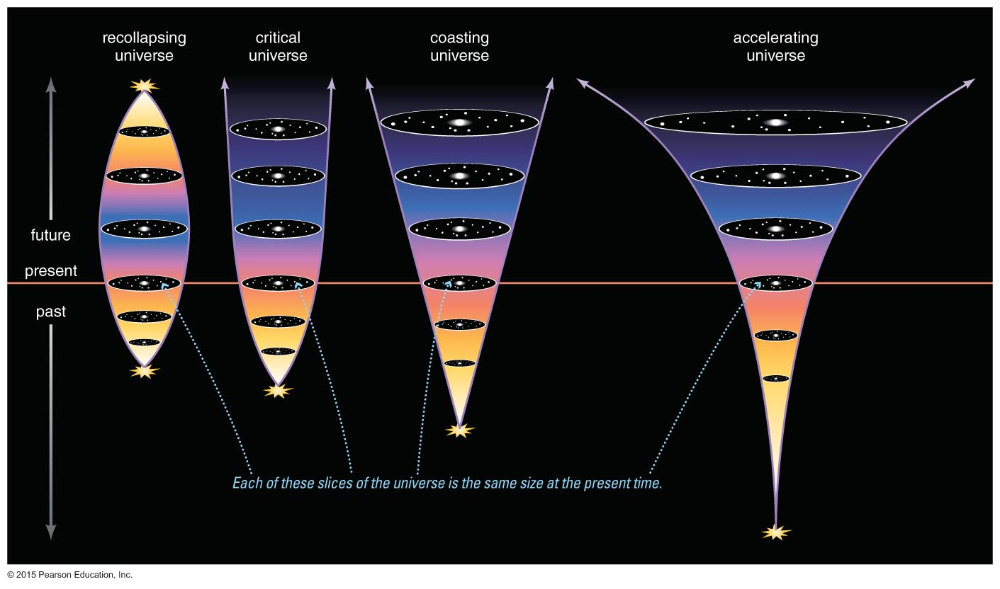 recollapsing
universe
critical
universe
coasting
universe
accelerating
universe
future
present
past
Each of these slices of the universe is the same size at the present time.
© 2015 Pearson Education, Inc.